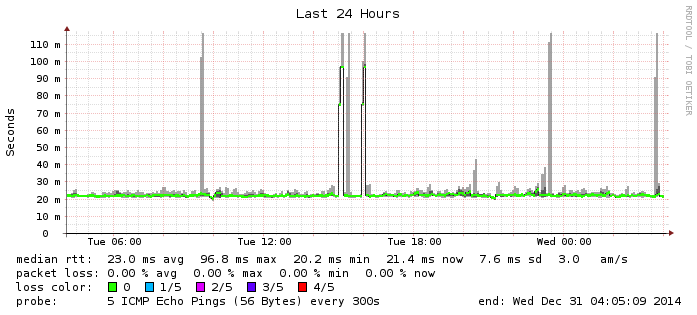 Last 24 Hours
RRDTOOL / TOBI OETIKER
Seconds
110 m
100 m
90 m
80 m
70 m
60 m
50 m
40 m
30 m
20 m
10 m
0
Tue 06:00 Tue 12:00 Tue 18:00 Wed 00:00
median rtt: 23.0 ms avg 96.8 ms max 20.2 ms min 21.4 ms now 7.6 ms sd 3.0 am/s
packet loss: 0.00 % avg 0.00 % max 0.00 % min 0.00 % now
loss color: 0 1/5 2/5 3/5 4/5
probe: 5 ICMP Echo Pings (56 Bytes) every 300s end: Wed Dec 31 04:05:09 2014